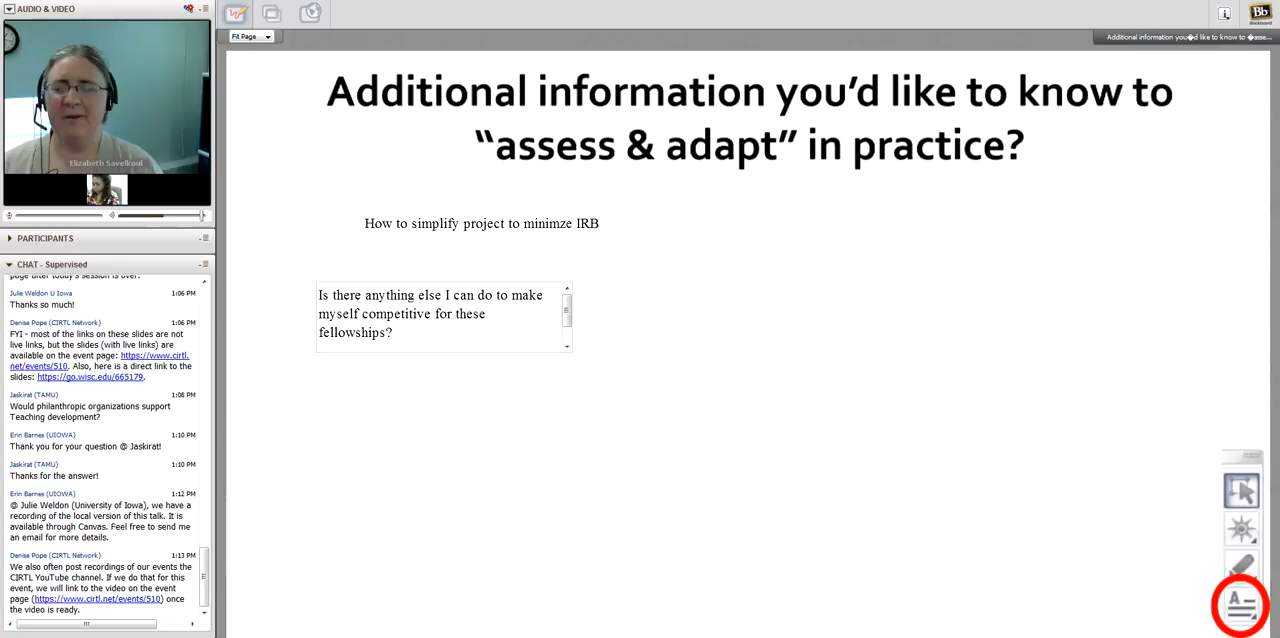 AUDIO & VIDEO
Elizabeth Savelkoul
PARTICIPANTS
CHAT - Supervised
page after today's session is over.
Julie Weldon U Iowa 1:06 PM
Thanks so much!
Denise Pope (CIRTL Network) 1:06 PM
FYI - most of the links on these slides are
not live links, but the slides (with live links) are
available on the event page: https://www.cirtl.
net/events/510. Also, here is a direct link to the
slides: https://go.wisc.edu/665179.
Jaskirat (TAMU) 1:08 PM
Would philanthropic organizations support
Teaching development?
Erin Barnes (UIOWA) 1:10 PM
Thank you for your question @ Jaskirat!
Jaskirat (TAMU) 1:10 PM
Thanks for the answer!
Erin Barnes (UIOWA) 1:12 PM
@ Julie Weldon (University of Iowa), we have a
recording of the local version of this talk. It is
available through Canvas. Feel free to send me
an email for more details.
Denise Pope (CIRTL Network) 1:13 PM
We also often post recordings of our events the
CIRTL YouTube channel. If we do that for this
event, we will link to the video on the event
page (https://www.cirtl.net/events/510) once
the video is ready.
Fit Page
Bb
Blackboard
Additional information you�d like to know to �asse...
Additional information you’d like to know to
“assess & adapt” in practice?
How to simplify project to minimze IRB
Is there anything else I can do to make
myself competitive for these
fellowships?
A